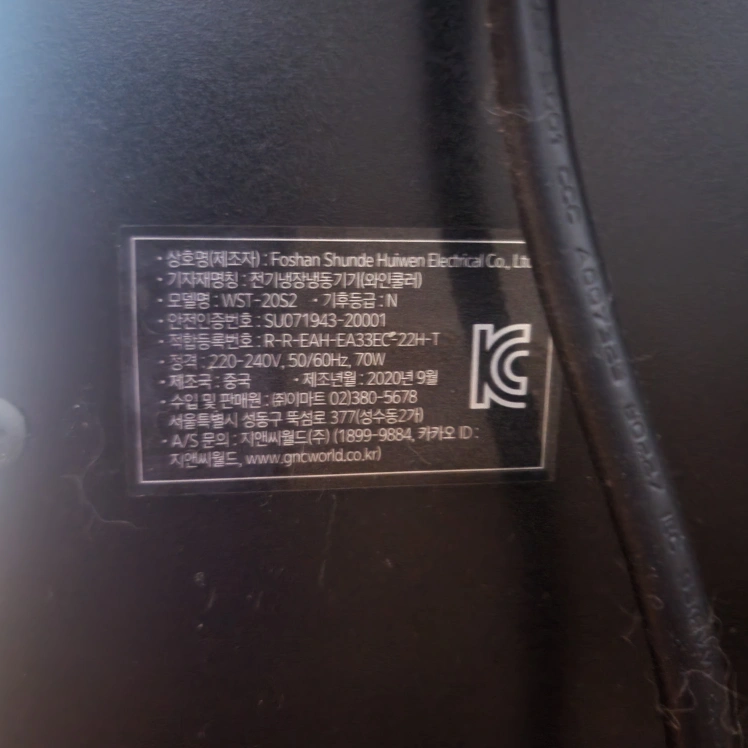 · 상호명(제조자) : Foshan Shunde Huiwen Electrical Co., Ltd
· 기자재명칭 : 전기냉장냉동기기(와인쿨러)
· 모델명 : WST-20S2 · 기후등급 : N
· 안전인증번호 : SU071943-20001
· 적합등록번호 : R-R-EAH-EA33EC-22H-T
· 정격 : 220-240V, 50/60Hz, 70W
· 제조국 : 중국 · 제조년월 : 2020년 9월
· 수입 및 판매원 : ㈜이마트 02)380-5678
서울특별시 성동구 뚝섬로 377(성수동2가)
· A/S 문의 : 지앤씨월드(주) (1899-9884, 카카오 ID :
지앤씨월드, www.gncworld.co.kr)
KC